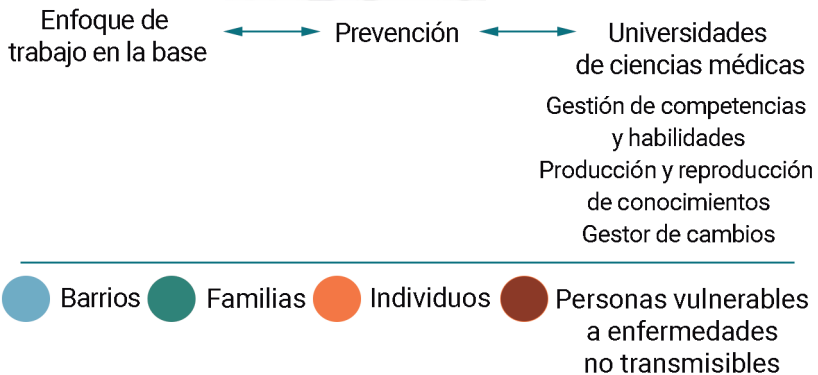 Enfoque de
trabajo en la base
Prevención
Universidades
de ciencias médicas
Gestión de competencias
y habilidades
Producción y reproducción
de conocimientos
Gestor de cambios
Barrios
Familias
Individuos
Personas vulnerables
a enfermedades
no transmisibles